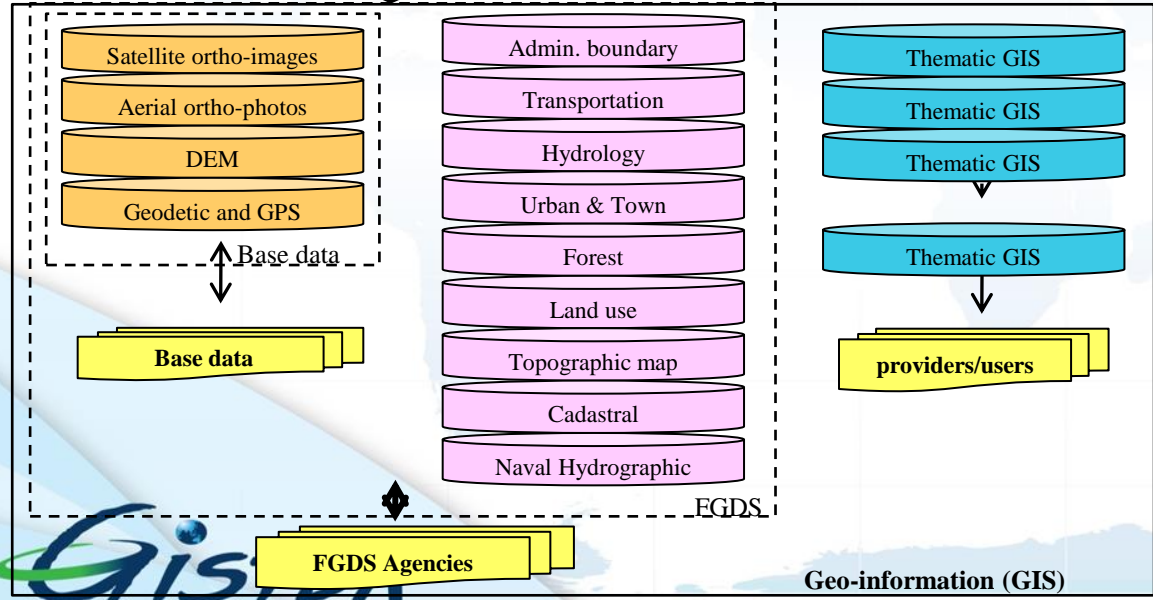 Satellite ortho-images
Aerial ortho-photos
DEM
Geodetic and GPS
Base data
Base data
Admin. boundary
Transportation
Hydrology
Urban & Town
Forest
Land use
Topographic map
Cadastral
Naval Hydrographic
FGDS
FGDS Agencies
Thematic GIS
Thematic GIS
Thematic GIS
Thematic GIS
providers/users
Geo-information (GIS)